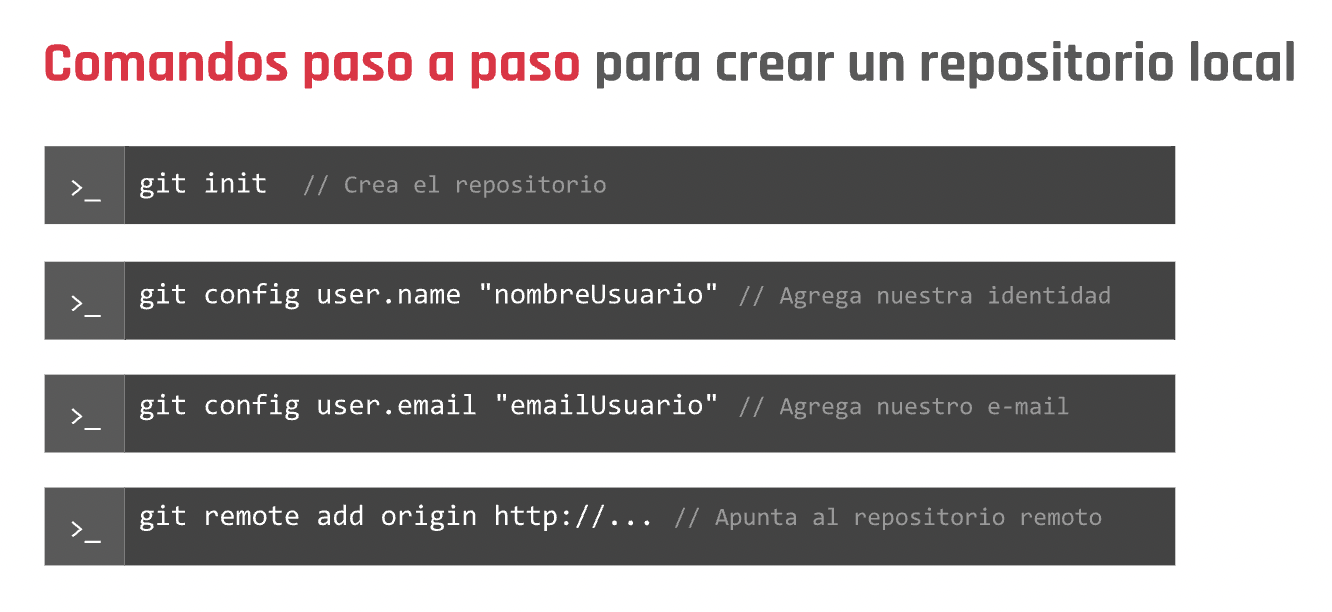 Comandos paso a paso para crear un repositorio local
>_ git init // Crea el repositorio
>_ git config user.name "nombreUsuario" // Agrega nuestra identidad
>_ git config user.email "emailUsuario" // Agrega nuestro e-mail
>_ git remote add origin http://... // Apunta al repositorio remoto